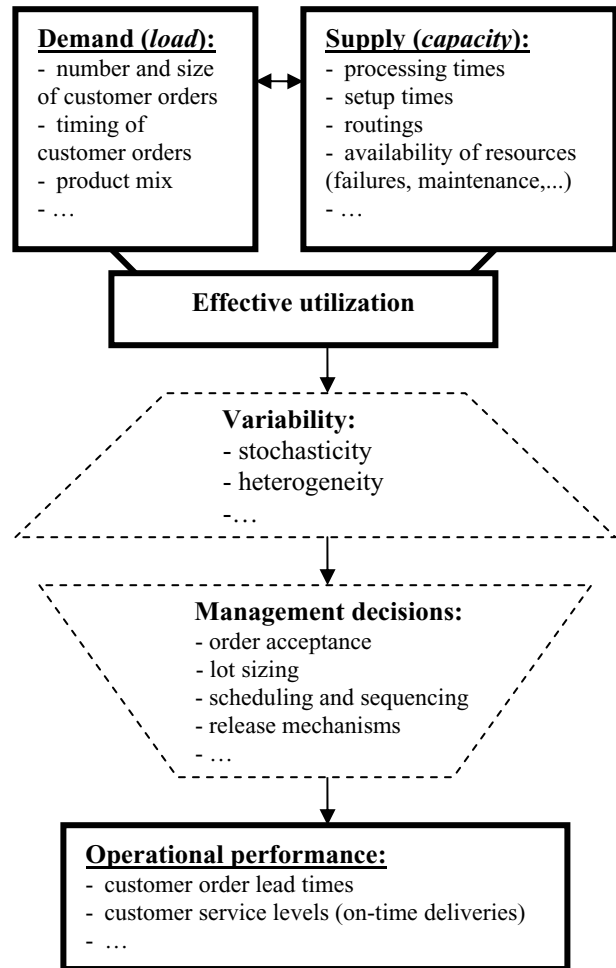 Demand (load):
- number and size
of customer orders
- timing of
customer orders
- product mix
- …
Supply (capacity):
- processing times
- setup times
- routings
- availability of resources
(failures, maintenance,...)
- …
Effective utilization
Variability:
- stochasticity
- heterogeneity
-…
Management decisions:
- order acceptance
- lot sizing
- scheduling and sequencing
- release mechanisms
- …
Operational performance:
- customer order lead times
- customer service levels (on-time deliveries)
- …